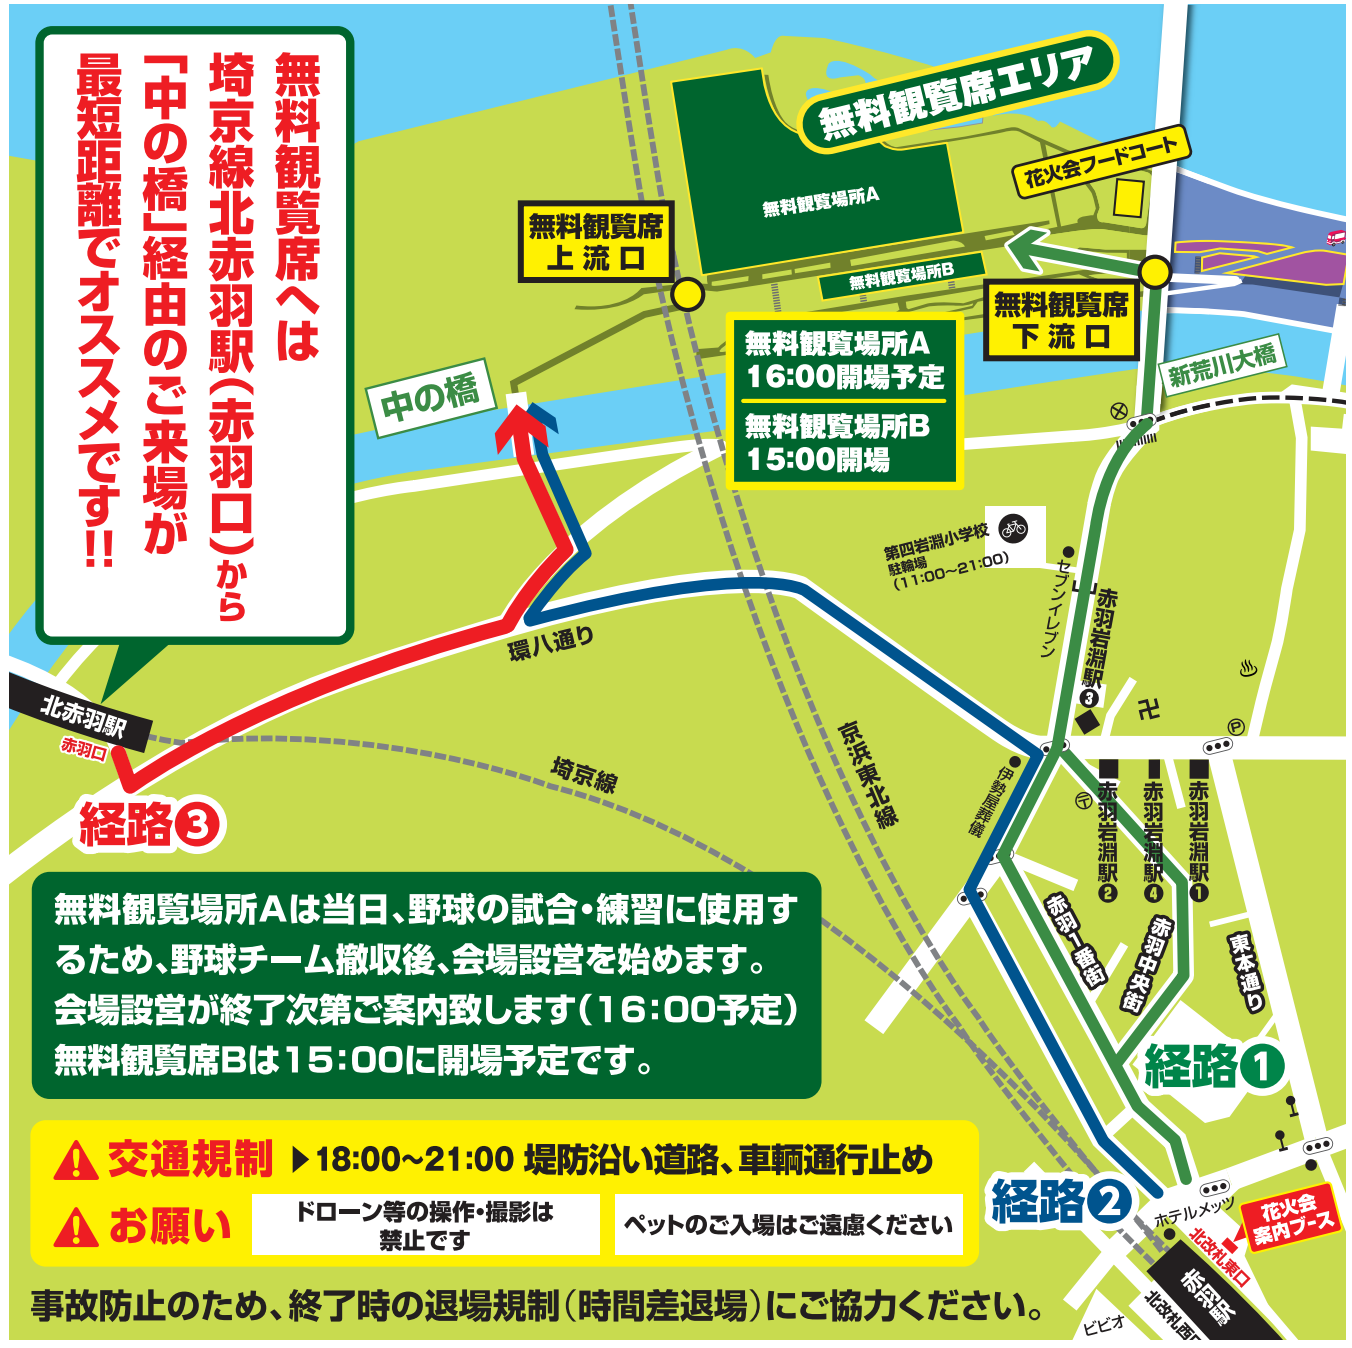 無料観覧席へは
埼京線北赤羽駅(赤羽口)から
「中の橋」経由のご来場が
最短距離でオススメです!!
無料観覧席エリア
花火会フードコート
無料観覧場所A
無料観覧場所B
無料観覧席
上流口
無料観覧席
下流口
無料観覧場所A
16:00開場予定
無料観覧場所B
15:00開場
中の橋
新荒川大橋
第四岩淵小学校
駐輪場
(11:00〜21:00)
セブンイレブン
赤羽岩淵駅❸
環八通り
北赤羽駅
赤羽口
経路❸
埼京線
京浜東北線
伊勢屋葬儀
赤羽岩淵駅❷
赤羽岩淵駅❹
赤羽岩淵駅❶
P
赤羽1番街
赤羽中央街
東本通り
経路❶
無料観覧場所Aは当日、野球の試合・練習に使用す
るため、野球チーム撤収後、会場設営を始めます。
会場設営が終了次第ご案内致します(16:00予定)
無料観覧席Bは15:00に開場予定です。
交通規制 ▶18:00〜21:00 堤防沿い道路、車輌通行止め
お願い
ドローン等の操作・撮影は
禁止です
ペットのご入場はご遠慮ください
経路❷
ホテルメッツ
花火会
案内ブース
北改札東口
赤羽駅
北改札西口
ビビオ
事故防止のため、終了時の退場規制(時間差退場)にご協力ください。